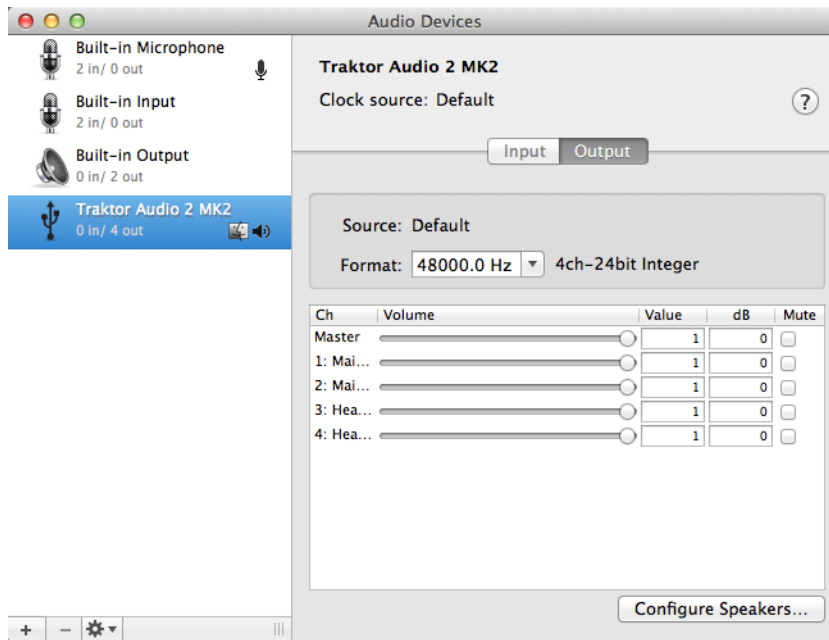 Audio Devices
Built-in Microphone
2 in/ 0 out
Built-in Input
2 in/ 0 out
Built-in Output
0 in/ 2 out
Traktor Audio 2 MK2
0 in/ 4 out
Traktor Audio 2 MK2
Clock source: Default
?
Input Output
Source: Default
Format: 48000.0 Hz 4ch-24bit Integer
Ch Volume Value dB Mute
Master 1 0
1: Mai... 1 0
2: Mai... 1 0
3: Hea... 1 0
4: Hea... 1 0
Configure Speakers...
+ −